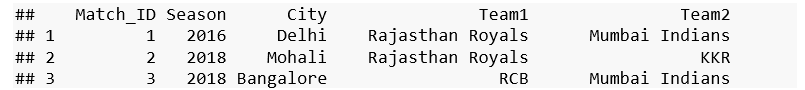 ##    Match_ID Season      City            Team1          Team2
## 1         1   2016     Delhi Rajasthan Royals Mumbai Indians
## 2         2   2018    Mohali Rajasthan Royals            KKR
## 3         3   2018 Bangalore              RCB Mumbai Indians